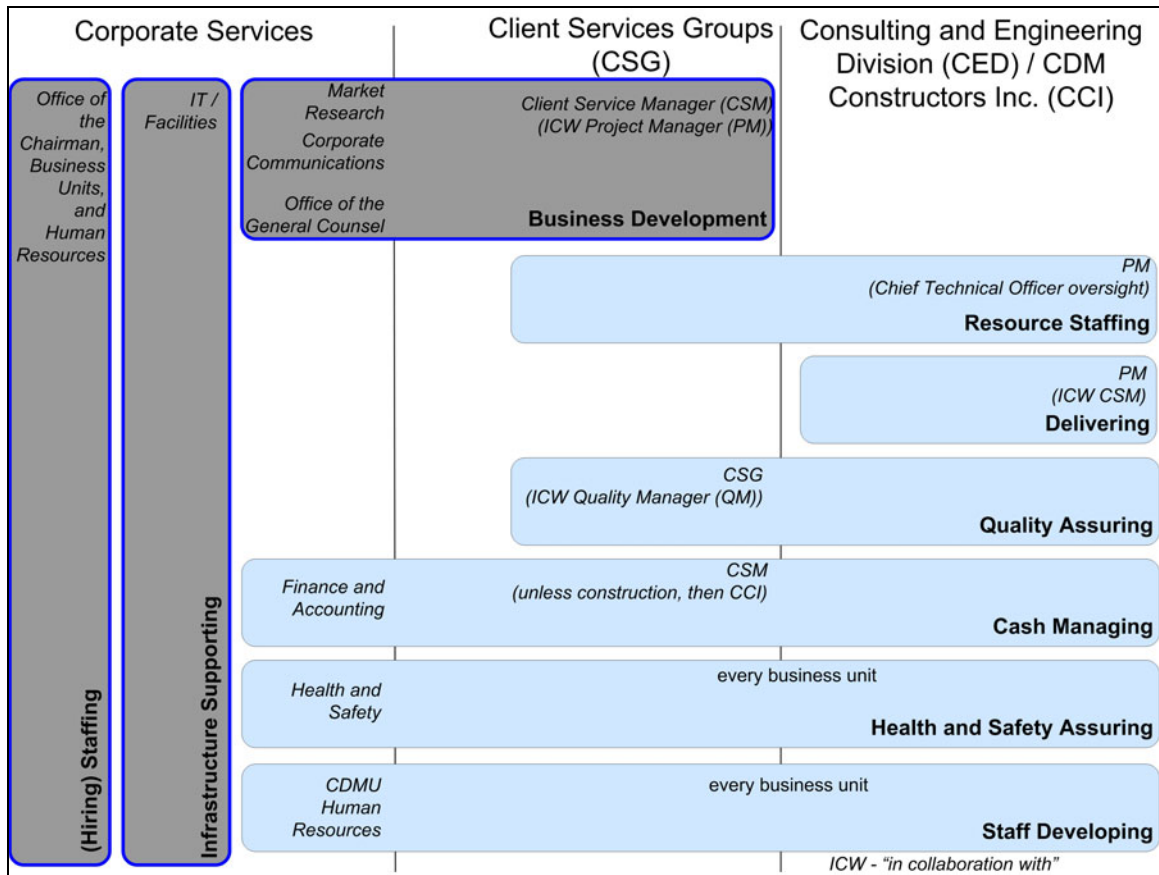 Corporate Services
Client Services Groups
(CSG)
Consulting and Engineering
Division (CED) / CDM
Constructors Inc. (CCI)
Office of
the
Chairman,
Business
Units,
and
Human
Resources
(Hiring) Staffing
IT /
Facilities
Infrastructure Supporting
Market
Research
Corporate
Communications
Office of the
General Counsel
Client Service Manager (CSM)
(ICW Project Manager (PM))
Business Development
PM
(Chief Technical Officer oversight)
Resource Staffing
PM
(ICW CSM)
Delivering
CSG
(ICW Quality Manager (QM))
Quality Assuring
Finance and
Accounting
CSM
(unless construction, then CCI)
Cash Managing
Health and
Safety
every business unit
Health and Safety Assuring
CDMU
Human
Resources
every business unit
Staff Developing
ICW - “in collaboration with”